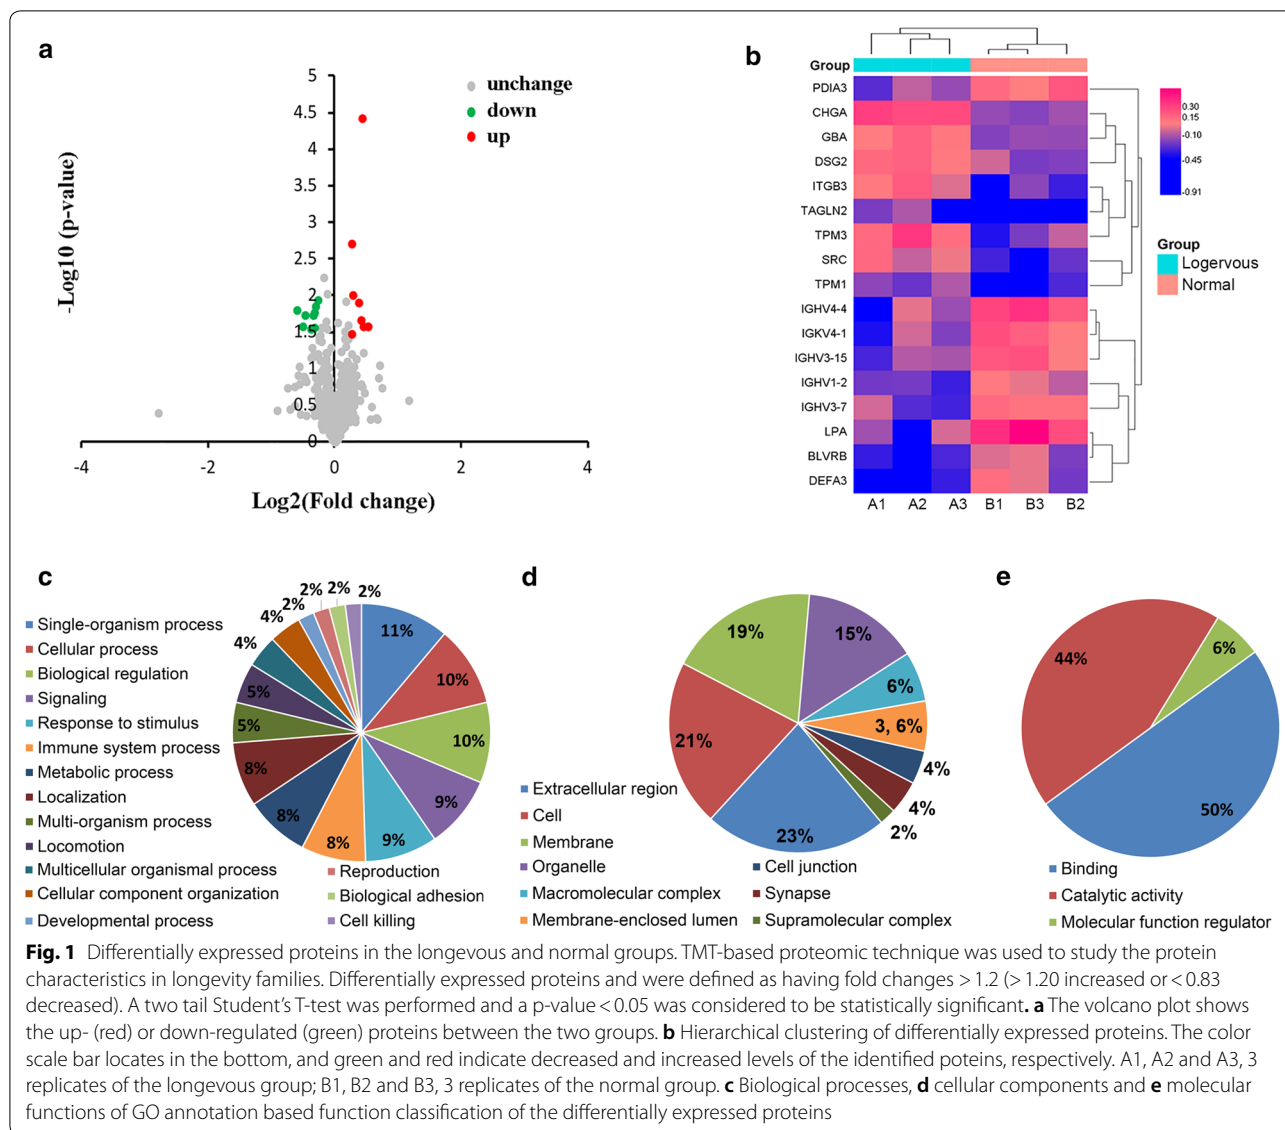 a
-Log10 (p-value)
5
4.5
4
3.5
3
2.5
2
1.5
1
0.5
0
-4
-2
0
2
4
Log2(Fold change)
unchange
down
up
b
Group
PDIA3
CHGA
GBA
DSG2
ITGB3
TAGLN2
TPM3
SRC
TPM1
IGHV4-4
IGKV4-1
IGHV3-15
IGHV1-2
IGHV3-7
LPA
BLVRB
DEFA3
A1 A2 A3 B1 B3 B2
0.30
0.15
-0.10
-0.45
-0.91
Group
Logervous
Normal
c
Single-organism process
Cellular process
Biological regulation
Signaling
Response to stimulus
Immune system process
Metabolic process
Localization
Multi-organism process
Locomotion
Multicellular organismal process
Cellular component organization
Developmental process
Reproduction
Biological adhesion
Cell killing
11%
10%
10%
9%
9%
8%
8%
8%
5%
5%
4%
4%
2%
2%
2%
2%
d
19%
15%
6%
3, 6%
4%
4%
2%
23%
21%
Extracellular region
Cell
Membrane
Organelle
Macromolecular complex
Membrane-enclosed lumen
Cell junction
Synapse
Supramolecular complex
e
44%
6%
50%
Binding
Catalytic activity
Molecular function regulator
Fig. 1 Differentially expressed proteins in the longevous and normal groups. TMT-based proteomic technique was used to study the protein
characteristics in longevity families. Differentially expressed proteins and were defined as having fold changes > 1.2 (> 1.20 increased or < 0.83
decreased). A two tail Student's T-test was performed and a p-value < 0.05 was considered to be statistically significant. a The volcano plot shows
the up- (red) or down-regulated (green) proteins between the two groups. b Hierarchical clustering of differentially expressed proteins. The color
scale bar locates in the bottom, and green and red indicate decreased and increased levels of the identified poteins, respectively. A1, A2 and A3, 3
replicates of the longevous group; B1, B2 and B3, 3 replicates of the normal group. c Biological processes, d cellular components and e molecular
functions of GO annotation based function classification of the differentially expressed proteins